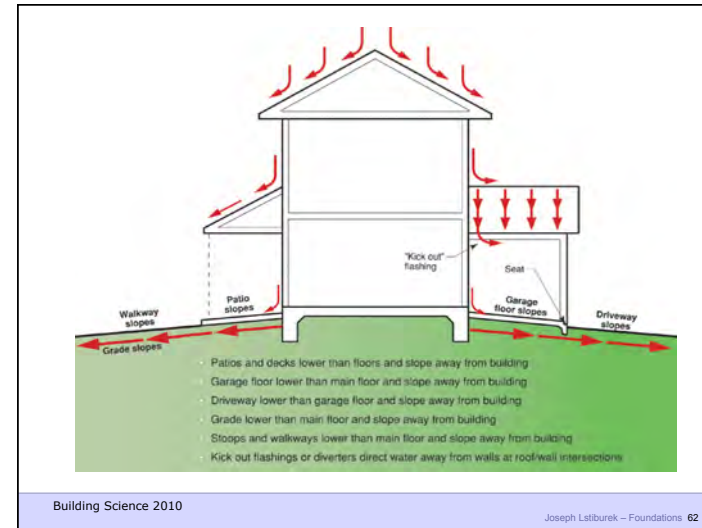 "Kick out"
flashing
Seat
Patio
slopes
Garage
floor slopes
Walkway
slopes
Driveway
slopes
Grade slopes
· Patios and decks lower than floors and slope away from building
· Garage floor lower than main floor and slope away from building
· Driveway lower than garage floor and slope away from building
· Grade lower than main floor and slope away from building
· Stoops and walkways lower than main floor and slope away from building
· Kick out flashings or diverters direct water away from walls at roof/wall intersections
Building Science 2010
Joseph Lstiburek – Foundations 62